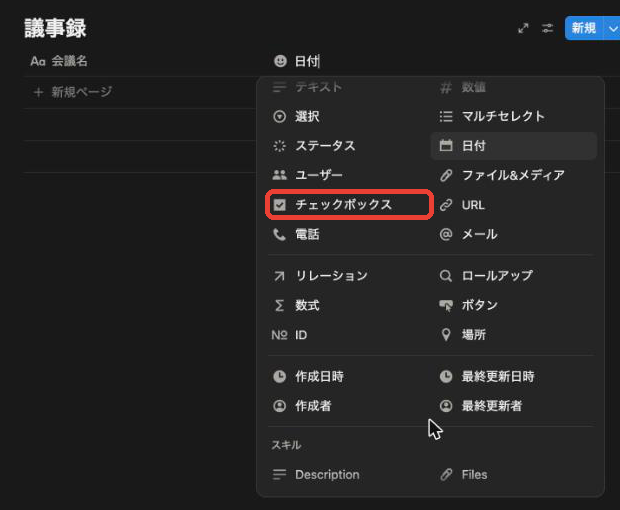 議事録
新規
Aa 会議名
日付
+ 新規ページ
テキスト
# 数値
選択
マルチセレクト
ステータス
日付
ユーザー
ファイル&メディア
チェックボックス
URL
電話
@ メール
リレーション
ロールアップ
Σ 数式
ボタン
№ ID
場所
作成日時
最終更新日時
作成者
最終更新者
スキル
Description
Files